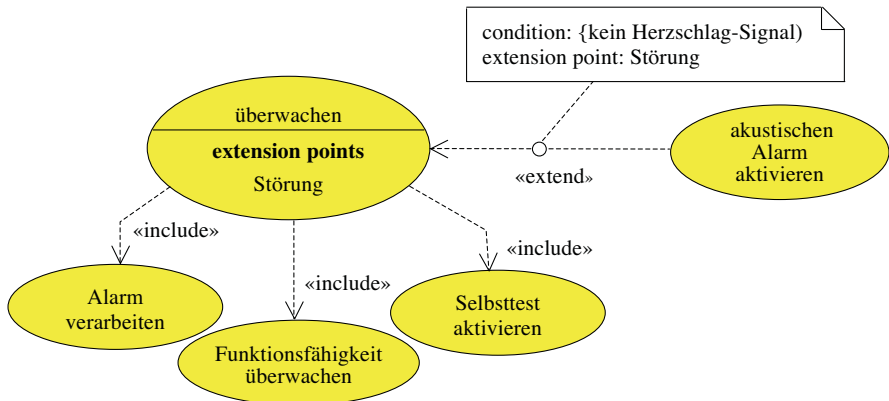 condition: {kein Herzschlag-Signal)
extension point: Störung
überwachen
extension points
Störung
akustischen
Alarm
aktivieren
«extend»
«include»
«include»
«include»
Alarm
verarbeiten
Funktionsfähigkeit
überwachen
Selbsttest
aktivieren